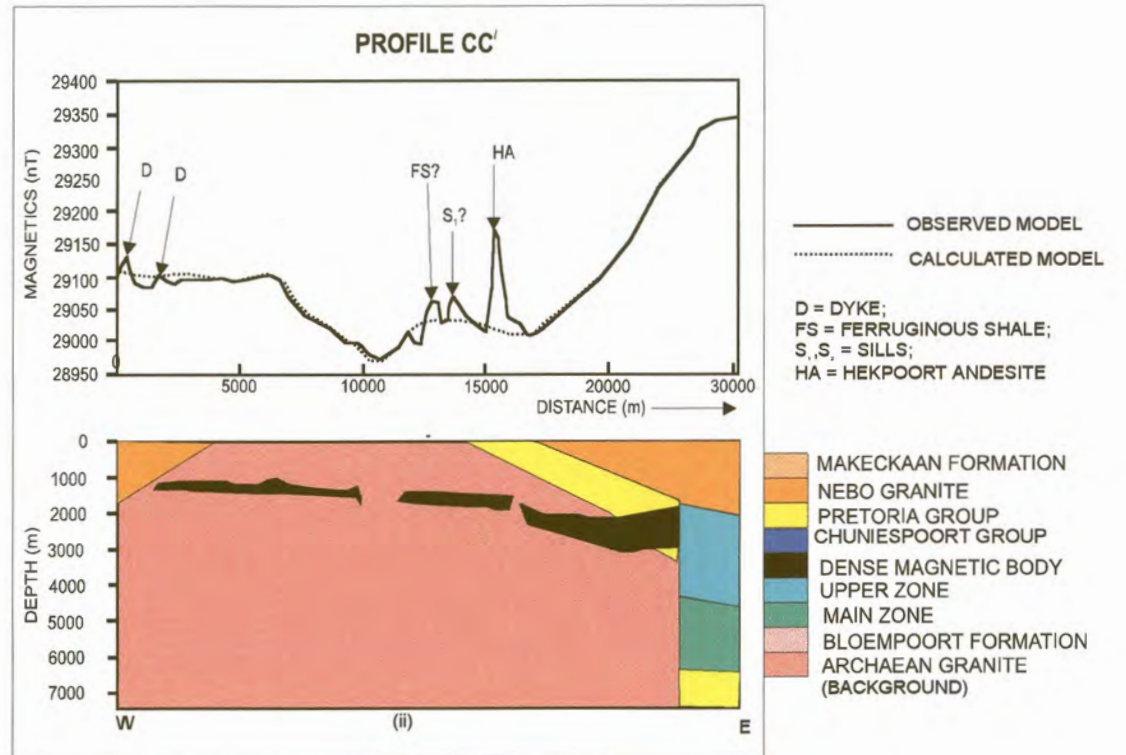 PROFILE CC'
MAGNETICS (nT)
29400
29350
29300
29250
29200
29150
29100
29050
29000
28950
0
5000
10000
15000
20000
25000
30000
DISTANCE (m)
D
D
FS?
S₁?
HA
OBSERVED MODEL
CALCULATED MODEL
D = DYKE;
FS = FERRUGINOUS SHALE;
= SILLS;
HA = HEKPOORT ANDESITE
DEPTH (m)
0
1000
2000
3000
4000
5000
6000
7000
W
(ii)
E
MAKECKAAN FORMATION
NEBO GRANITE
PRETORIA GROUP
CHUNIESPOORT GROUP
DENSE MAGNETIC BODY
UPPER ZONE
MAIN ZONE
BLOEMPOORT FORMATION
ARCHAEAN GRANITE
(BACKGROUND)